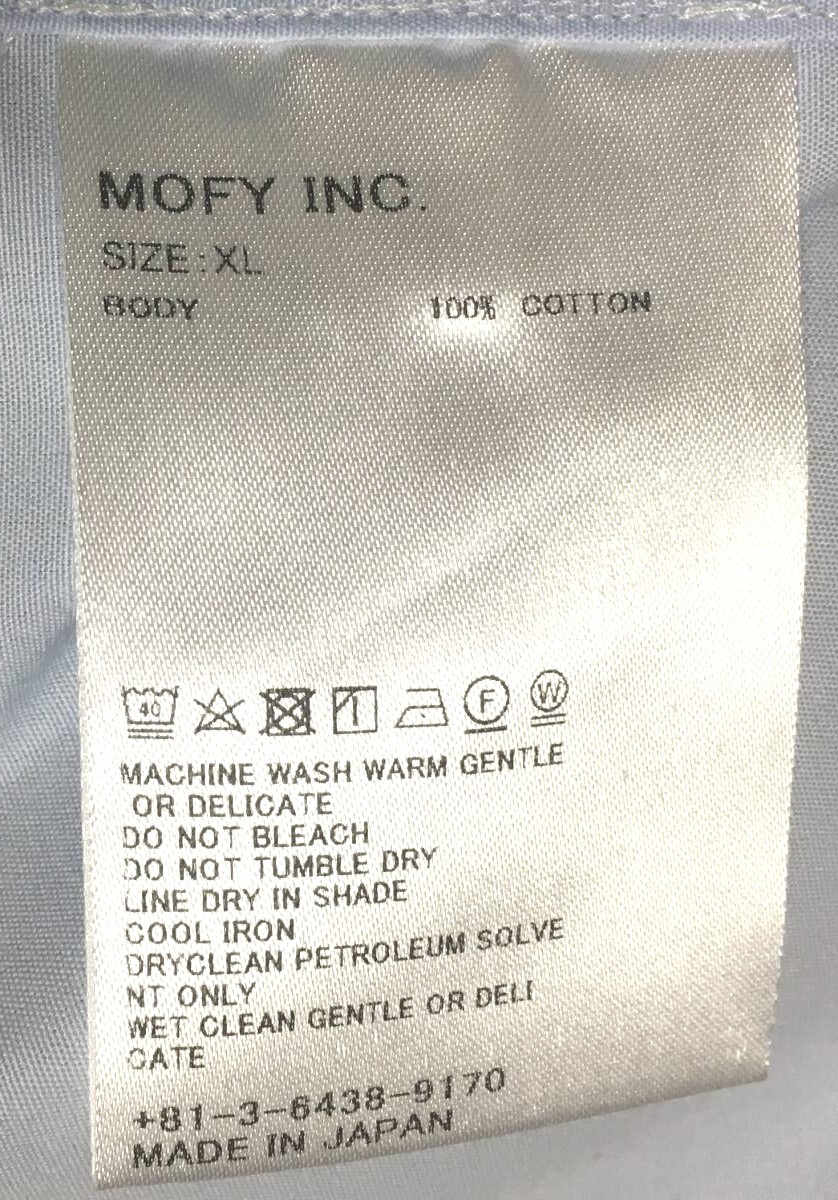 MOFY INC.
SIZE:XL
BODY 100% COTTON
40 F W
MACHINE WASH WARM GENTLE
OR DELICATE
DO NOT BLEACH
DO NOT TUMBLE DRY
LINE DRY IN SHADE
COOL IRON
DRYCLEAN PETROLEUM SOLVE
NT ONLY
WET CLEAN GENTLE OR DELI
CATE
+81-3-6438-9170
MADE IN JAPAN